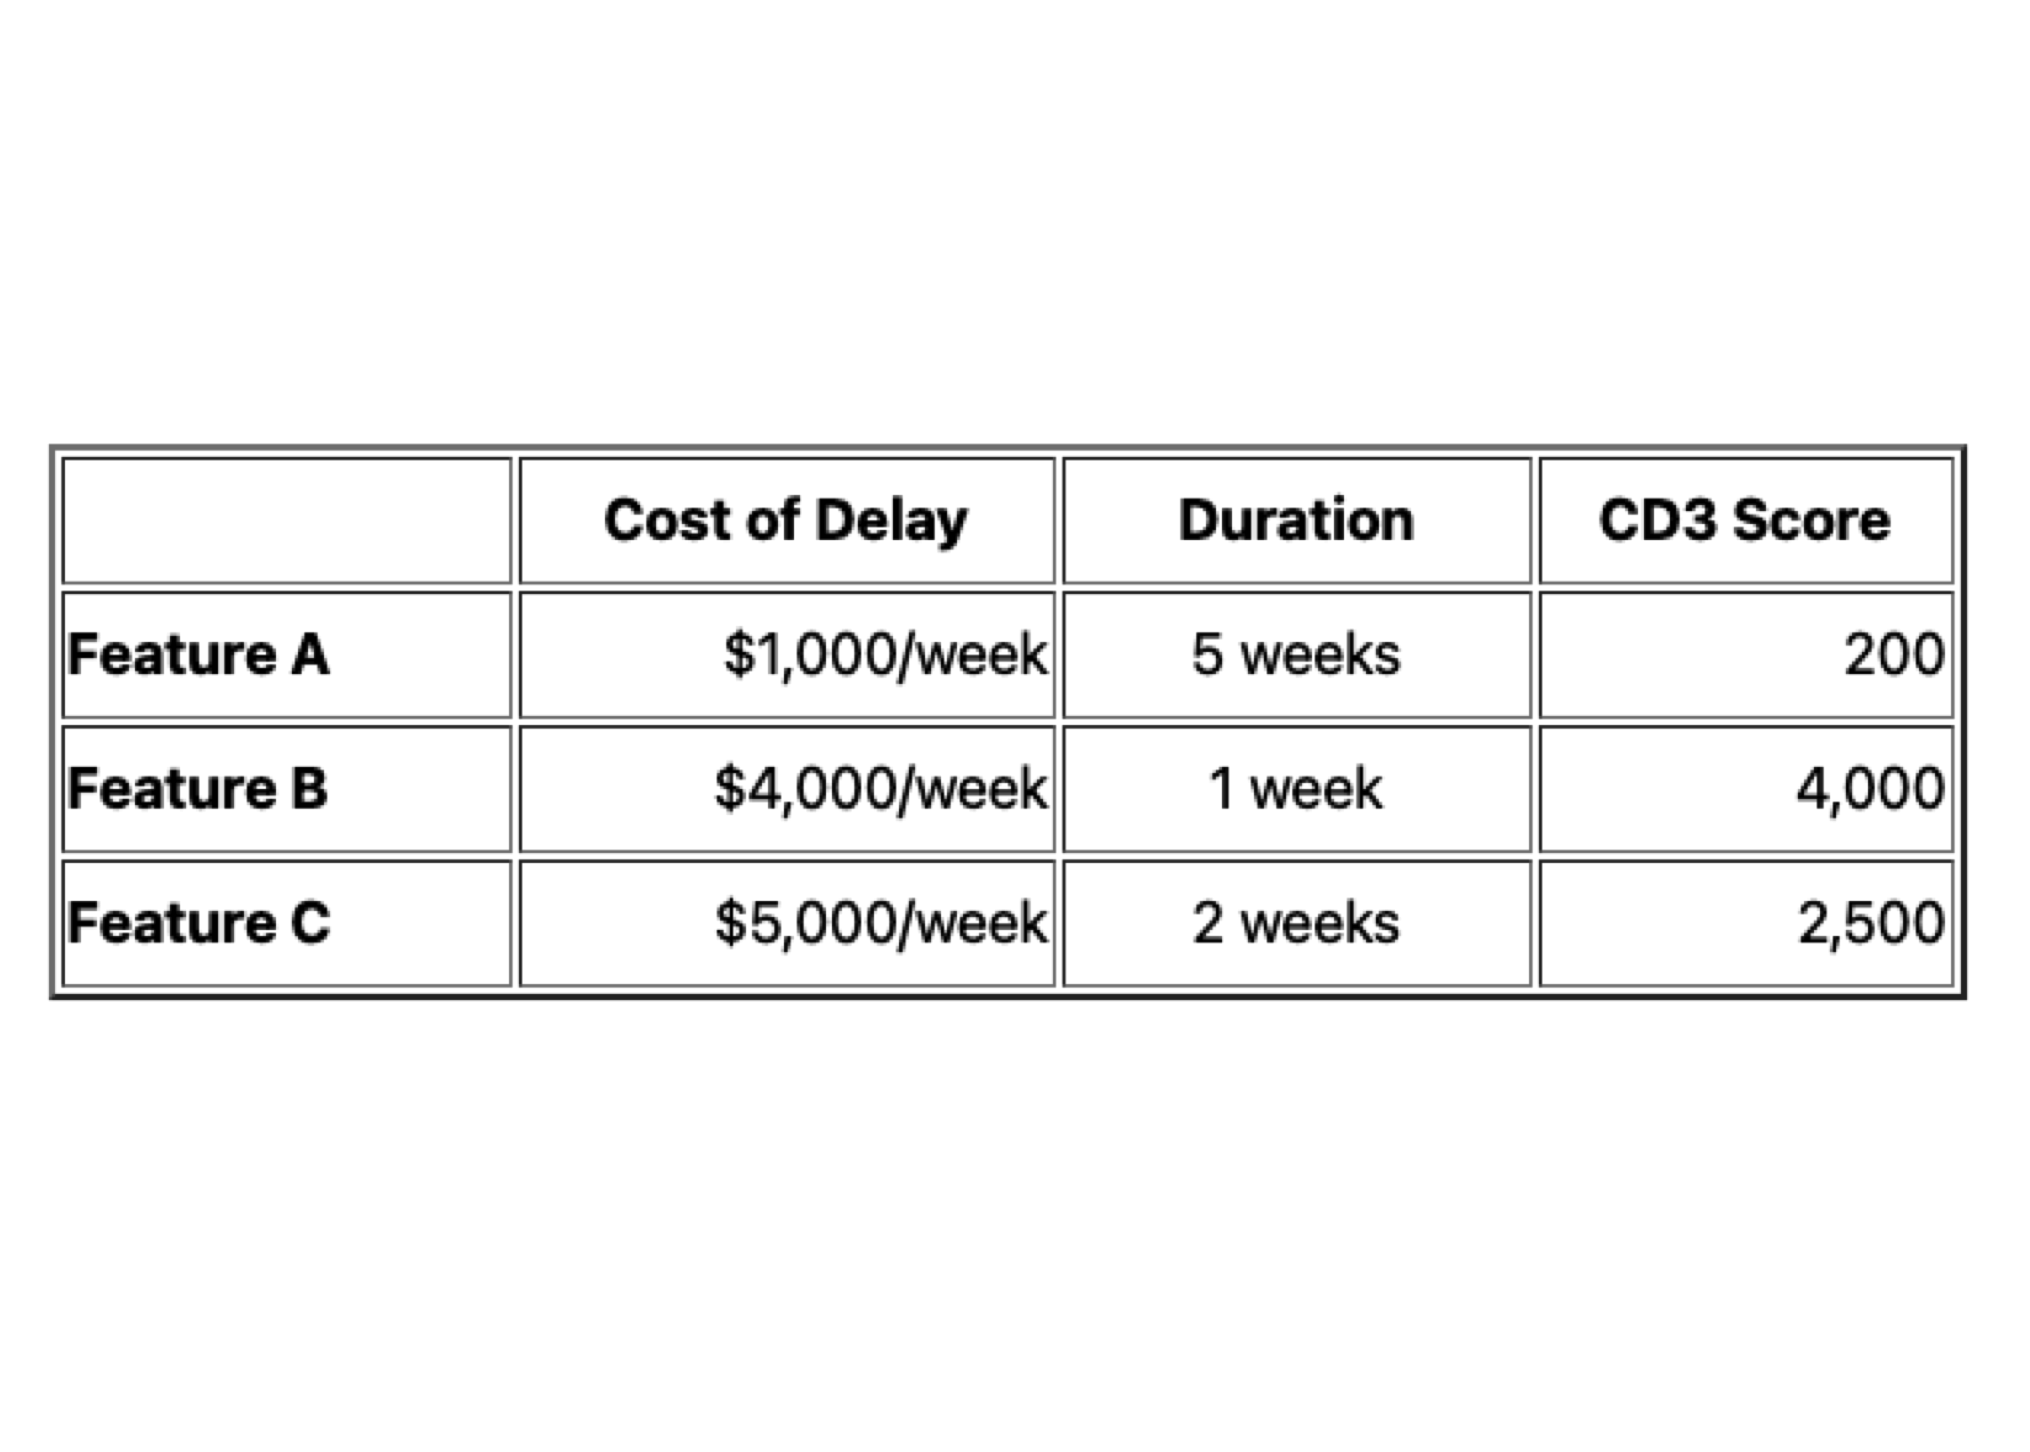 Cost of Delay Duration CD3 Score
Feature A $1,000/week 5 weeks 200
Feature B $4,000/week 1 week 4,000
Feature C $5,000/week 2 weeks 2,500